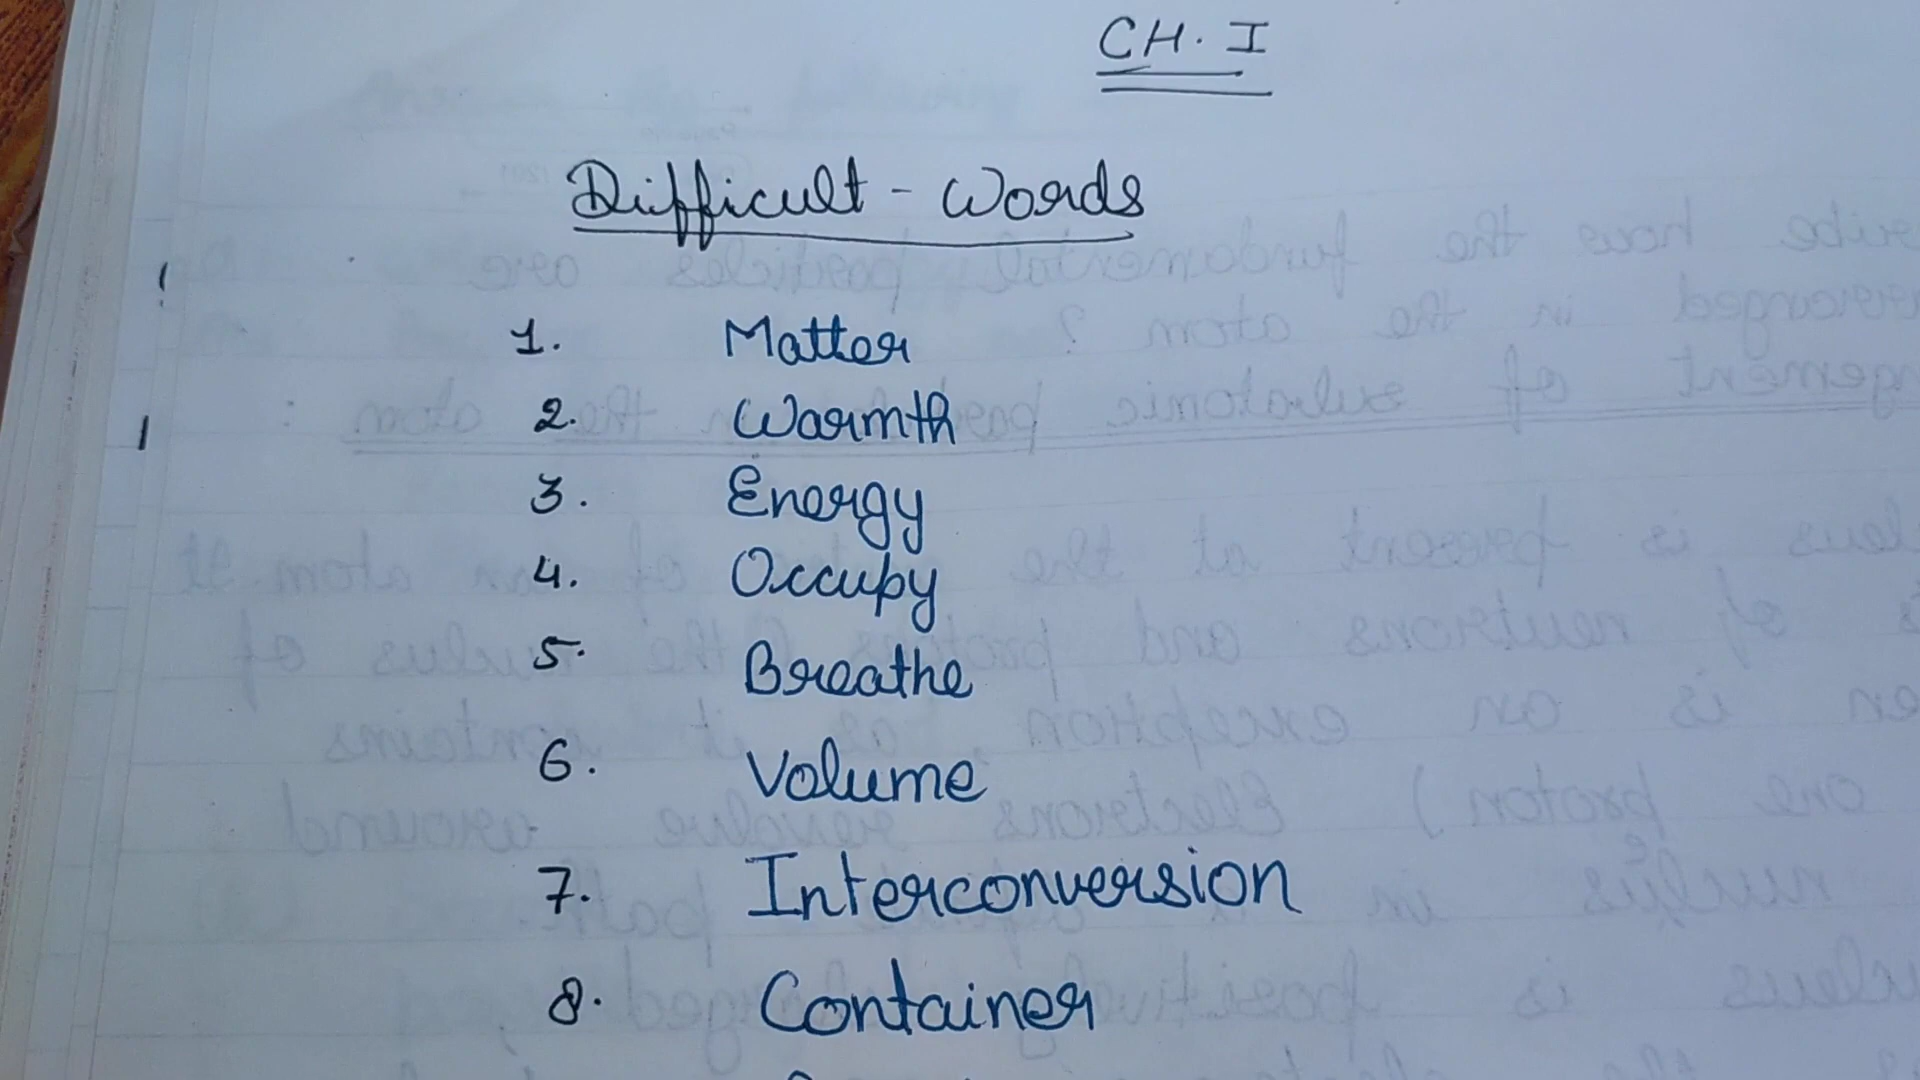 CH. I
Difficult - Words
1. Matter
2. Warmth
3. Energy
4. Occupy
5. Breathe
6. Volume
7. Interconversion
8. Container